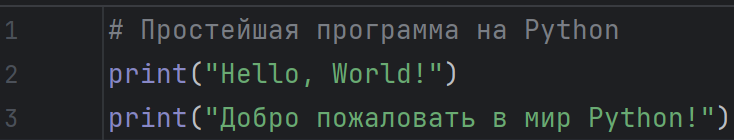 1 # Простейшая программа на Python
2 print("Hello, World!")
3 print("Добро пожаловать в мир Python!")